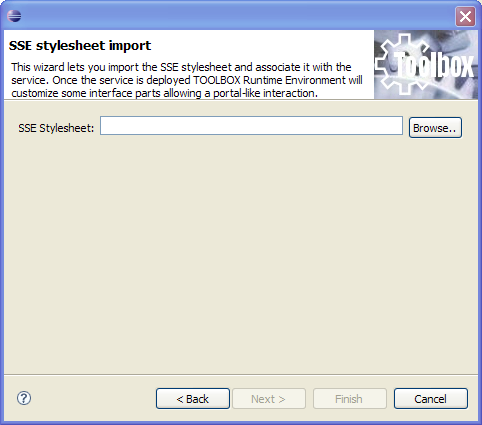 SSE stylesheet import
This wizard lets you import the SSE stylesheet and associate it with the
service. Once the service is deployed TOOLBOX Runtime Environment will
customize some interface parts allowing a portal-like interaction.
Toolbox
SSE Stylesheet:
Browse..
?
< Back
Next >
Finish
Cancel